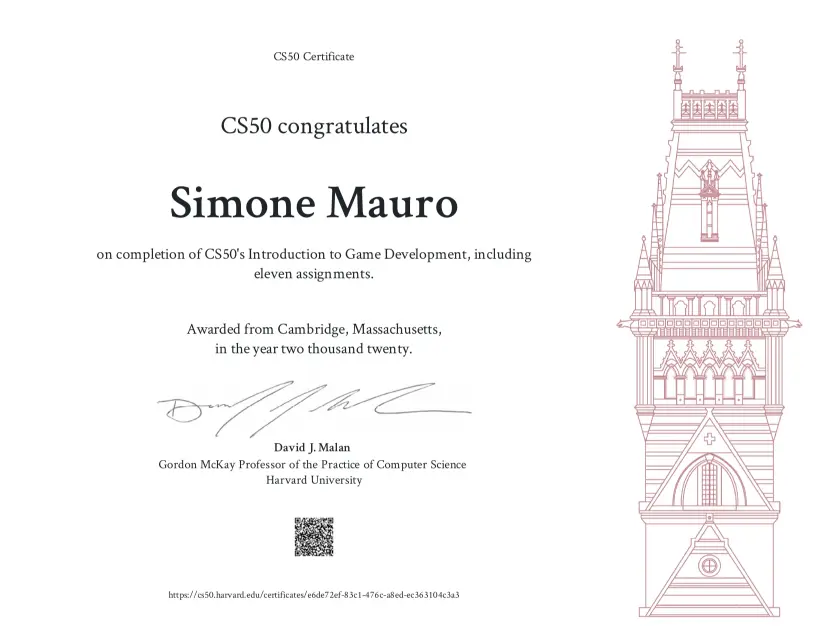 CS50 Certificate
CS50 congratulates
Simone Mauro
on completion of CS50's Introduction to Game Development, including
eleven assignments.
Awarded from Cambridge, Massachusetts,
in the year two thousand twenty.
David J. Malan
Gordon McKay Professor of the Practice of Computer Science
Harvard University
https://cs50.harvard.edu/certificates/e6de72ef-83c1-476c-a8ed-ec363104c3a3